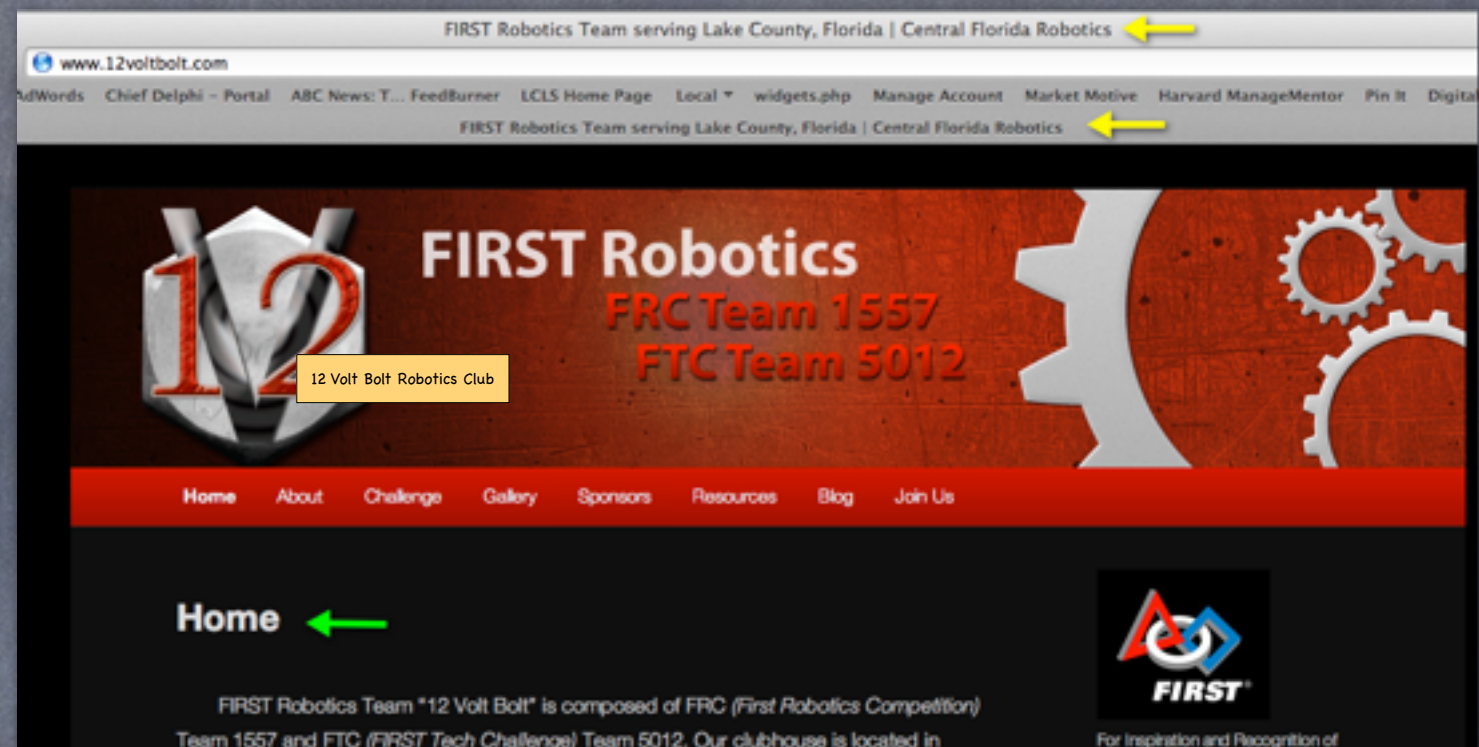 FIRST Robotics Team serving Lake County, Florida | Central Florida Robotics
www.12voltbolt.com
AdWords Chief Delphi - Portal ABC News: T... FeedBurner LCLS Home Page Local widgets.php Manage Account Market Motive Harvard ManageMentor Pin It Digita
FIRST Robotics Team serving Lake County, Florida | Central Florida Robotics
12
V
FIRST Robotics
FRC Team 1557
FTC Team 5012
12 Volt Bolt Robotics Club
Home About Challenge Gallery Sponsors Resources Blog Join Us
Home
FIRST
FIRST Robotics Team "12 Volt Bolt" is composed of FRC (First Robotics Competition)
Team 1557 and FTC (FIRST Tech Challenge) Team 5012. Our clubhouse is located in
For Inspiration and Recognition of